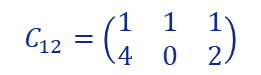 C₁₂ = (1 1 1
4 0 2)